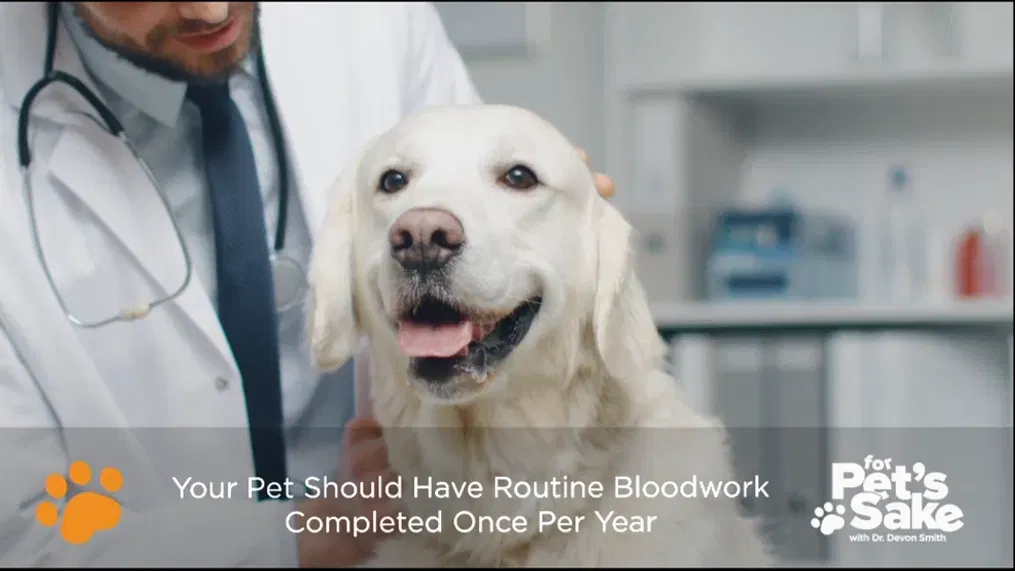 Your Pet Should Have Routine Bloodwork
Completed Once Per Year
for
Pet's
Sake
with Dr. Devon Smith